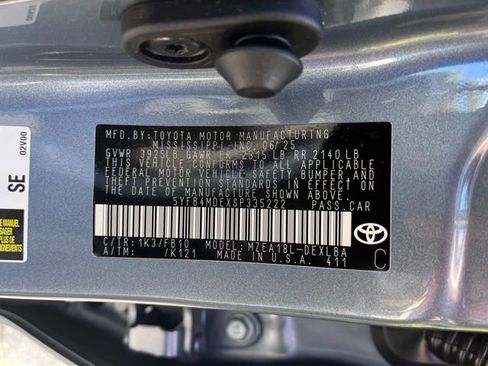 MFD.BY:TOYOTA MOTOR MANUFACTURING
MISSISSIPPI,INC. 06/25
GVWR 3925LB GAWR FR 2315 LB RR 2140 LB
THIS VEHICLE CONFORMS TO ALL APPLICABLE
FEDERAL MOTOR VEHICLE SAFETY, BUMPER, AND
THEFT PREVENTION STANDARDS IN EFFECT ON
THE DATE OF MANUFACTURE SHOWN ABOVE.
5YFB4MDEXSP335222 PASS.CAR
C/TR:1K3/FB10 MODEL:MZEA18L-DEXLBA
A/TM: /K121 MADE IN U.S.A. 411
TOYOTA
C
SE
02V00